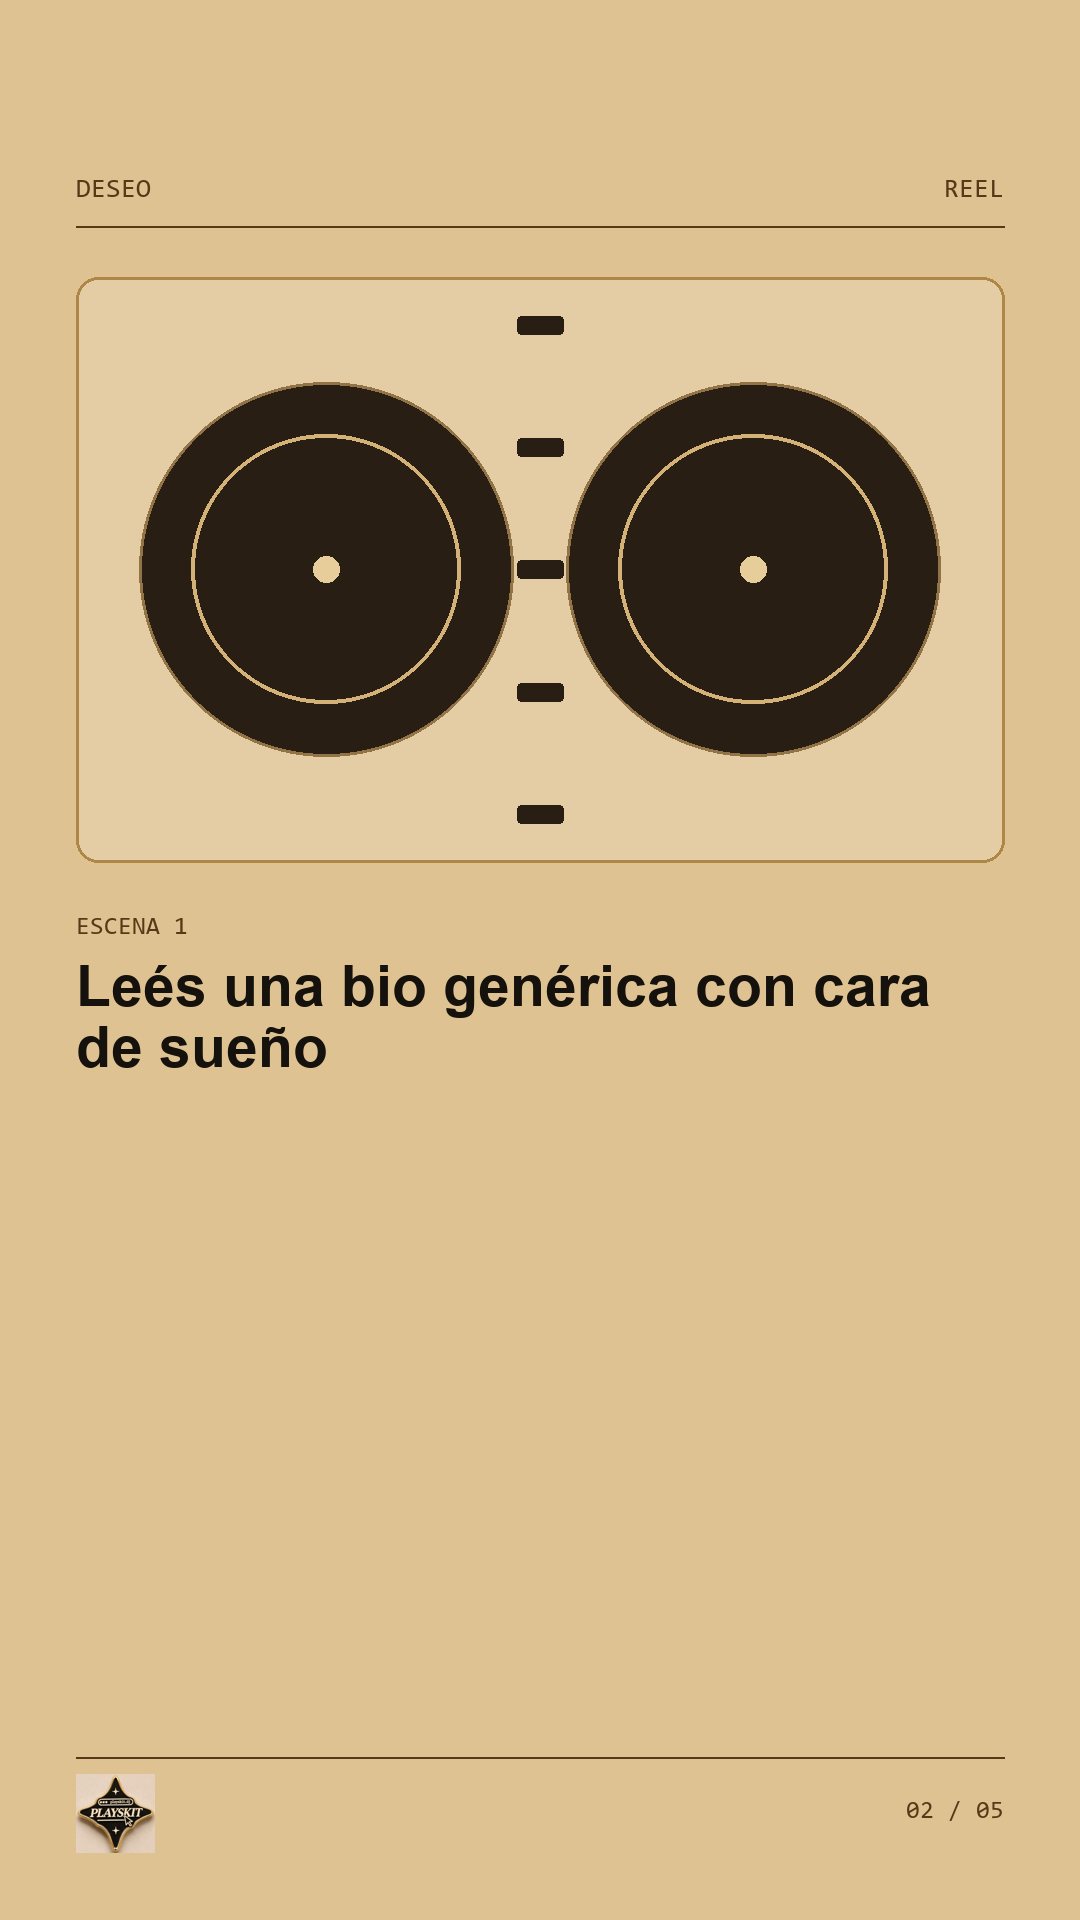 DESEO
REEL
ESCENA 1
Leés una bio genérica con cara
de sueño
PLAYSKIT
02 / 05